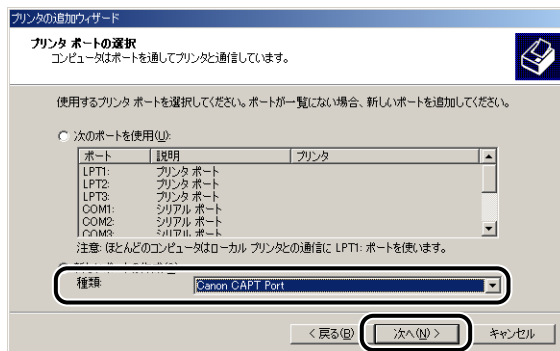 プリンタの追加ウィザード
プリンタ ポートの選択
コンピュータはポートを通してプリンタと通信しています。
使用するプリンタ ポートを選択してください。ポートが一覧にない場合、新しいポートを追加してください。
次のポートを使用(U):
ポート 説明 プリンタ
LPT1: プリンタ ポート
LPT2: プリンタ ポート
LPT3: プリンタ ポート
COM1: シリアル ポート
COM2: シリアル ポート
COM3: シリアル ポート
注意: ほとんどのコンピュータはローカル プリンタとの通信に LPT1: ポートを使います。
種類: Canon CAPT Port
< 戻る(B) 次へ(N) > キャンセル